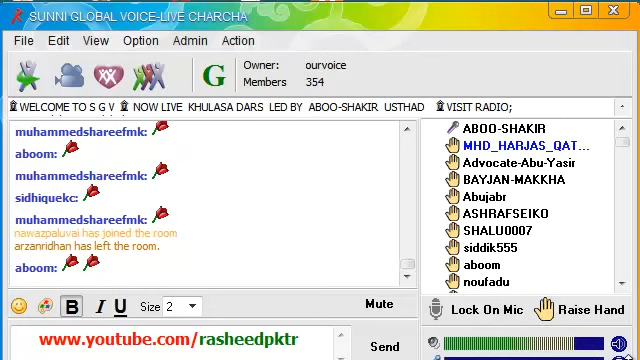 SUNNI GLOBAL VOICE-LIVE CHARCHA
File Edit View Option Admin Action
G
Owner: ourvoice
Members 354
WELCOME TO S G V NOW LIVE KHULASA DARS LED BY ABOO-SHAKIR USTHAD VISIT RADIO;
muhammedshareefmk:
aboom:
muhammedshareefmk:
sidhiquekc:
muhammedshareefmk:
nawazpaluvai has joined the room
arzanridhan has left the room.
aboom:
ABOO-SHAKIR
MHD_HARJAS_QAT...
Advocate-Abu-Yasir
BAYJAN-MAKKHA
Abujabr
ASHRAFSEIKO
SHALU0007
siddik555
aboom
noufadu
B I U Size 2 Mute
Lock On Mic Raise Hand
www.youtube.com/rasheedpktr
Send